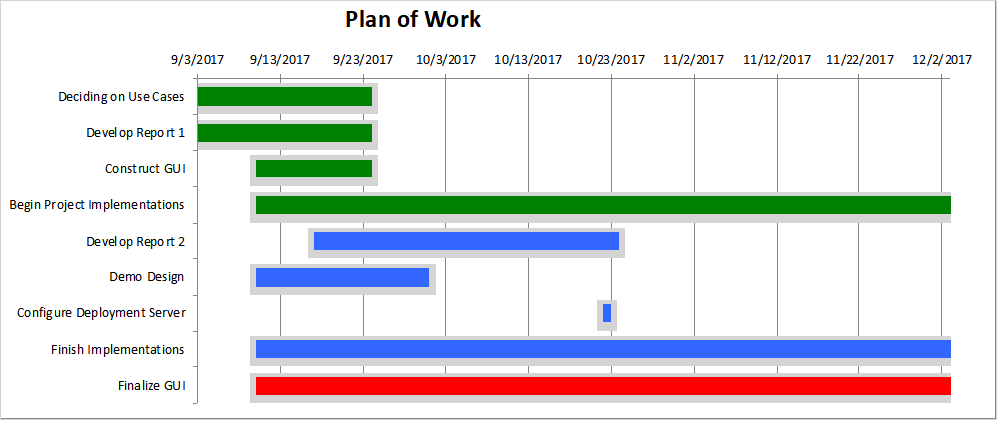 Plan of Work
9/3/2017 9/13/2017 9/23/2017 10/3/2017 10/13/2017 10/23/2017 11/2/2017 11/12/2017 11/22/2017 12/2/2017
Deciding on Use Cases
Develop Report 1
Construct GUI
Begin Project Implementations
Develop Report 2
Demo Design
Configure Deployment Server
Finish Implementations
Finalize GUI